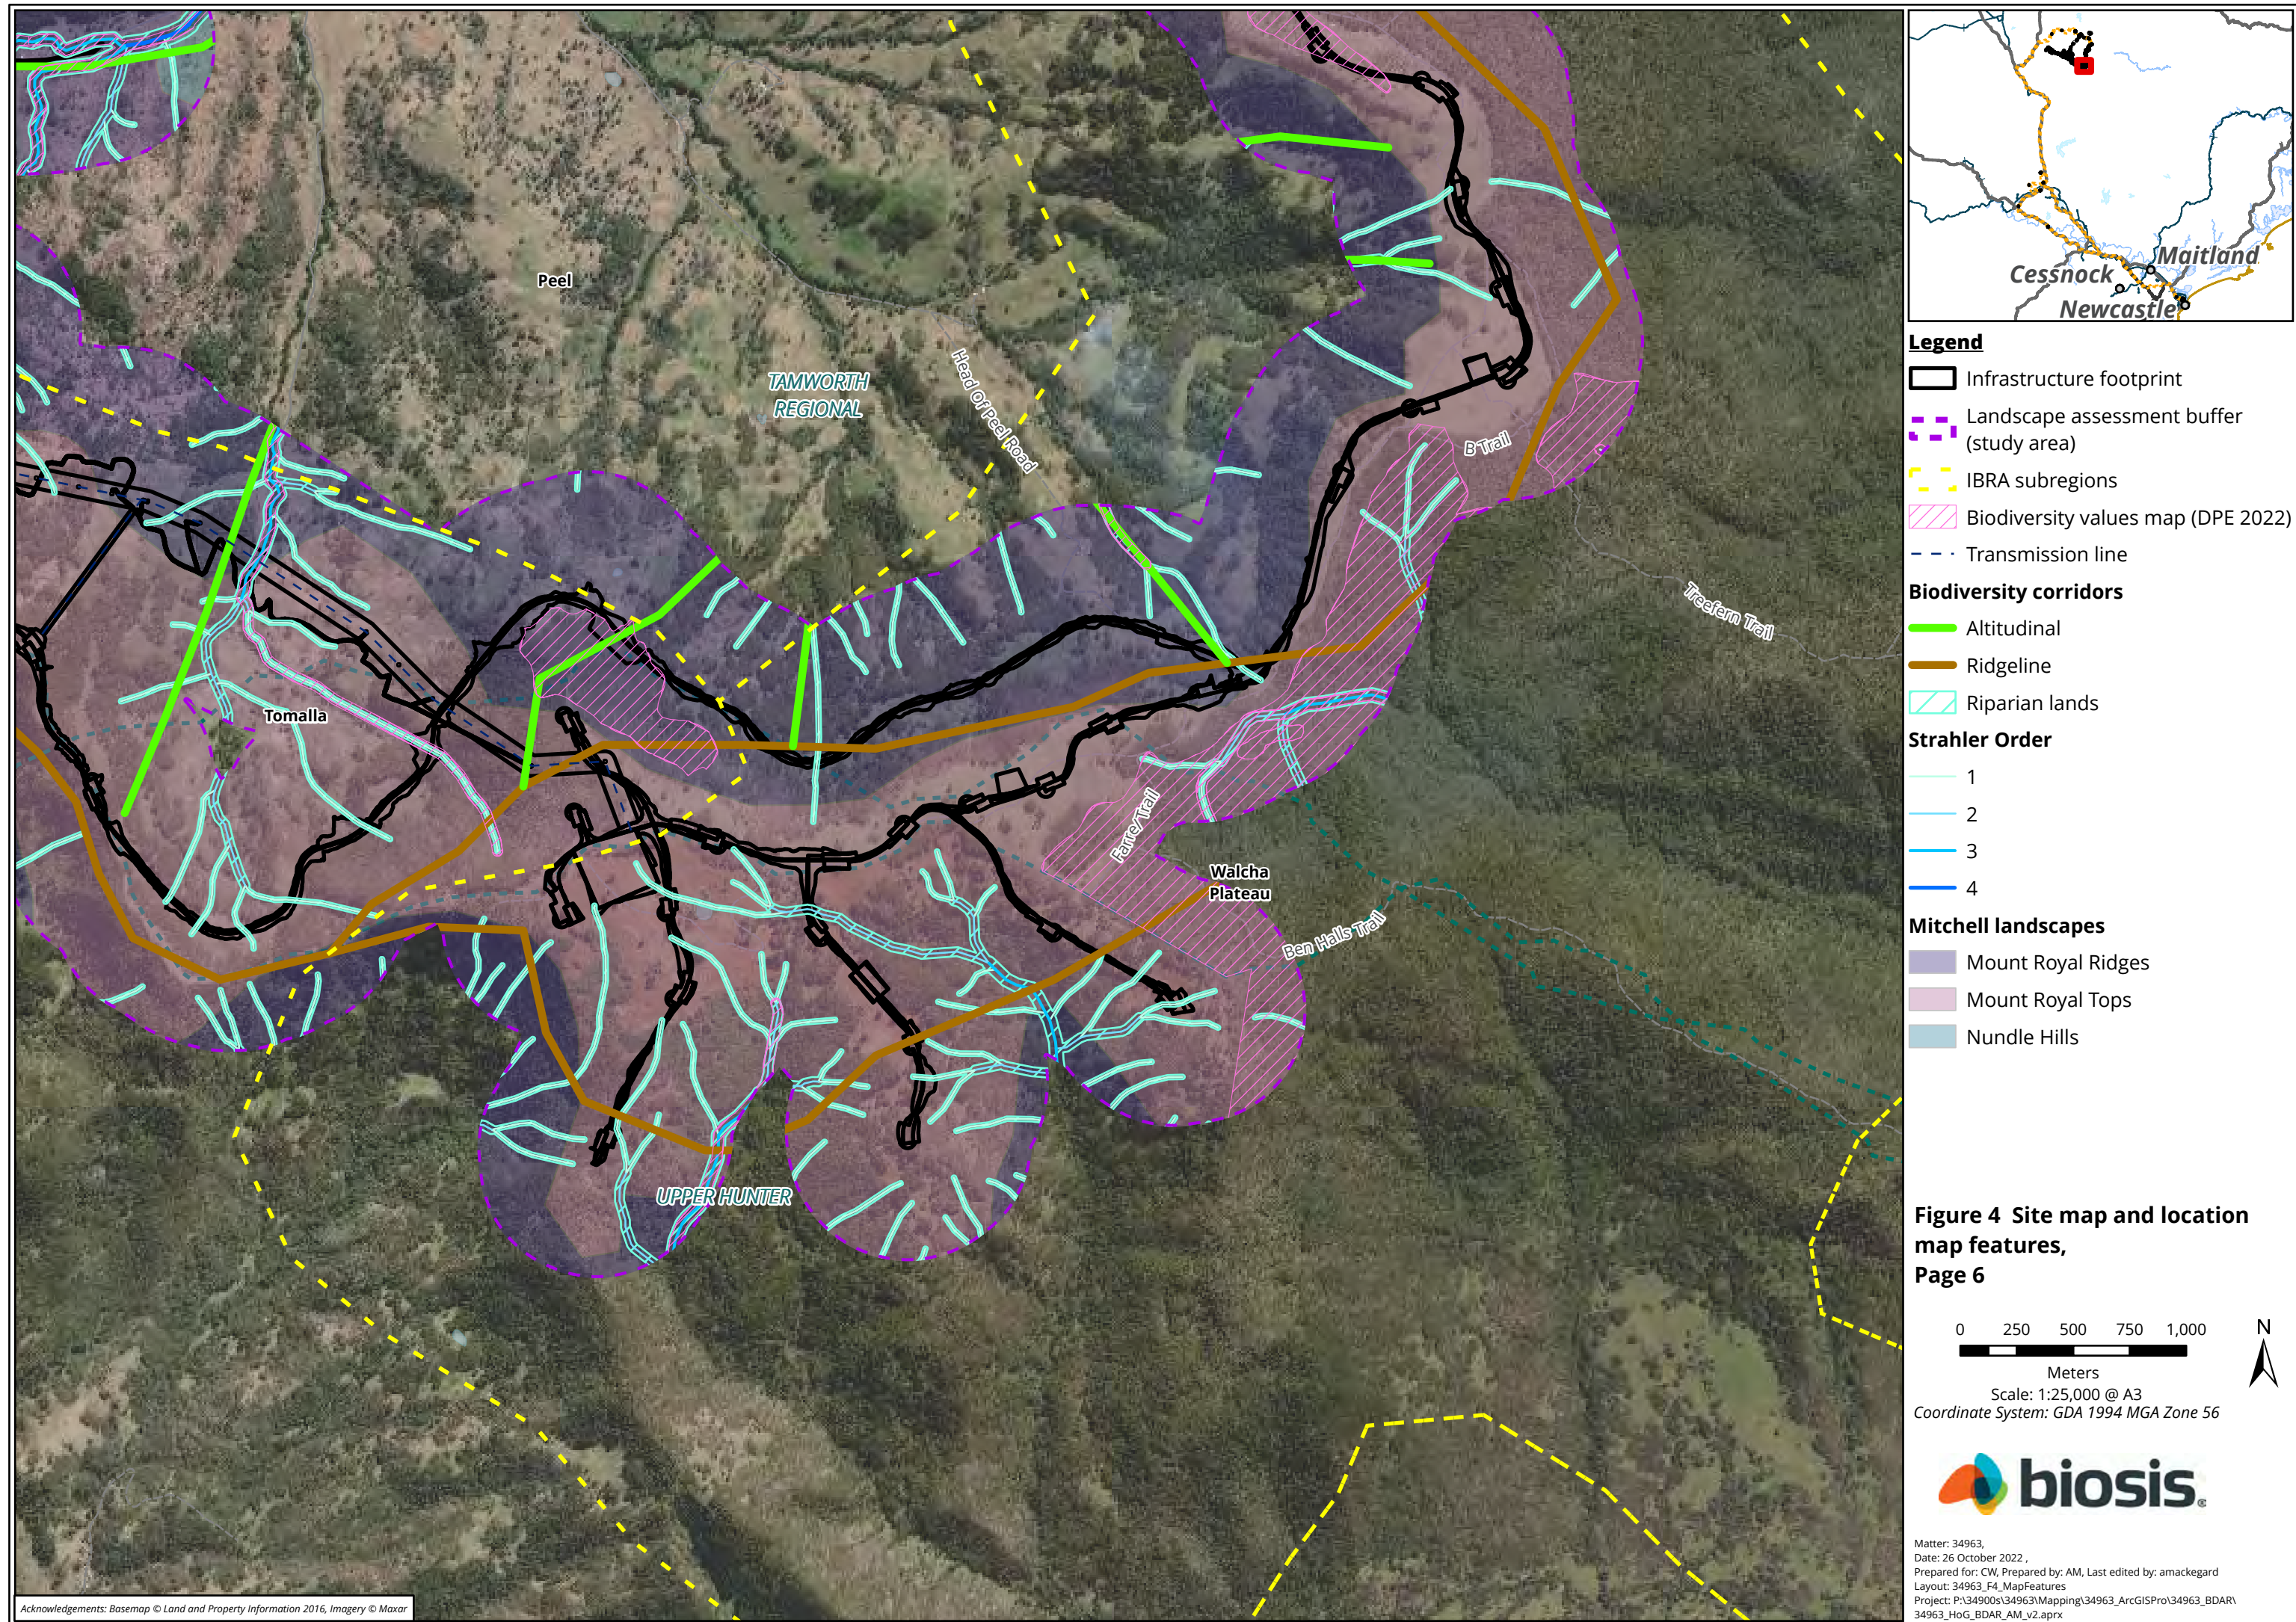 Peel
TAMWORTH
REGIONAL
Head Of Peel Road
B Trail
Treefern Trail
Tomalla
Farre/Trail
Walcha
Plateau
Ben Halls Trail
UPPER HUNTER
Acknowledgements: Basemap © Land and Property Information 2016, Imagery © Maxar
Maitland
Cessnock
Newcastle
Legend
Infrastructure footprint
Landscape assessment buffer
(study area)
IBRA subregions
Biodiversity values map (DPE 2022)
Transmission line
Biodiversity corridors
Altitudinal
Ridgeline
Riparian lands
Strahler Order
1
2
3
4
Mitchell landscapes
Mount Royal Ridges
Mount Royal Tops
Nundle Hills
Figure 4 Site map and location
map features,
Page 6
0 250 500 750 1,000
N
Meters
Scale: 1:25,000 @ A3
Coordinate System: GDA 1994 MGA Zone 56
biosis®
Matter: 34963,
Date: 26 October 2022 ,
Prepared for: CW, Prepared by: AM, Last edited by: amackegard
Layout: 34963_F4_MapFeatures
Project: P:\34900s\34963\Mapping\34963_ArcGISPro\34963_BDAR\
34963_HoG_BDAR_AM_v2.aprx